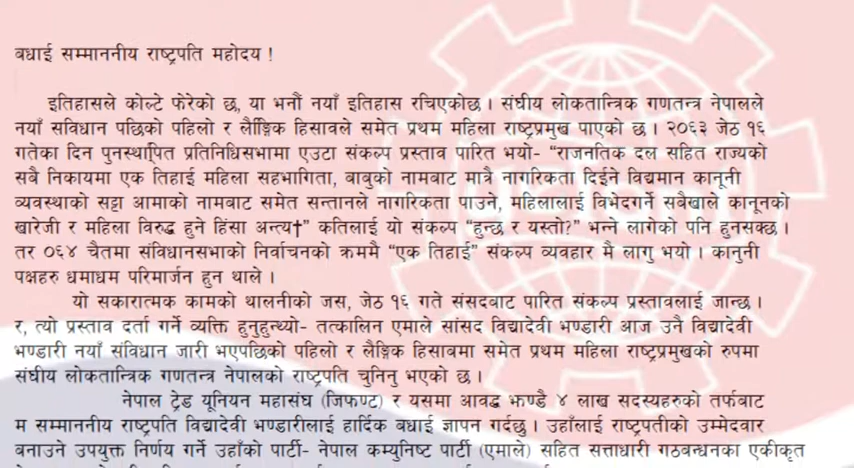 बधाई सम्माननीय राष्ट्रपति महोदय !
इतिहासले कोल्टे फेरेको छ, या भनौं नयाँ इतिहास रचिएकोछ । संघीय लोकतान्त्रिक गणतन्त्र नेपालले
नयाँ संविधान पछिको पहिलो र लैङ्गिक हिसावले समेत प्रथम महिला राष्ट्रप्रमुख पाएको छ । २०६३ जेठ १६
गतेका दिन पुनर्स्थापित प्रतिनिधिसभामा एउटा संकल्प प्रस्ताव पारित भयो- "राजनतिक दल सहित राज्यको
सबै निकायमा एक तिहाई महिला सहभागिता, बाबुको नामबाट मात्रै नागरिकता दिईने विद्यमान कानूनी
व्यवस्थाको सट्टा आमाको नामबाट समेत सन्तानले नागरिकता पाउने, महिलालाई विभेदगर्ने सबैखाले कानूनको
खारेजी र महिला विरुद्ध हुने हिंसा अन्त्य†" कतिलाई यो संकल्प "हुन्छ र यस्तो?" भन्ने लागेको पनि हुनसक्छ ।
तर ०६४ चैतमा संविधानसभाको निर्वाचनको क्रममै "एक तिहाई" संकल्प व्यवहार मै लागु भयो । कानुनी
पक्षहरु धमाधम परिमार्जन हुन थाले ।
यो सकारात्मक कामको थालनीको जस, जेठ १६ गते संसदबाट पारित संकल्प प्रस्तावलाई जान्छ ।
र, त्यो प्रस्ताव दर्ता गर्ने व्यक्ति हुनुहुन्थ्यो- तत्कालिन एमाले सांसद विद्यादेवी भण्डारी आज उनै विद्यादेवी
भण्डारी नयाँ संविधान जारी भएपछिको पहिलो र लैङ्गिक हिसावमा समेत प्रथम महिला राष्ट्रप्रमुखको रुपमा
संघीय लोकतान्त्रिक गणतन्त्र नेपालको राष्ट्रपति चुनिनु भएको छ ।
नेपाल ट्रेड यूनियन महासंघ (जिफण्ट) र यसमा आवद्ध झण्डै ४ लाख सदस्यहरुको तर्फबाट
म सम्माननीय राष्ट्रपति विद्यादेवी भण्डारीलाई हार्दिक बधाई ज्ञापन गर्दछु । उहाँलाई राष्ट्रपतीको उम्मेदवार
बनाउने उपयुक्त निर्णय गर्ने उहाँको पार्टी- नेपाल कम्युनिष्ट पार्टी (एमाले) सहित सत्ताधारी गठबन्धनका एकीकृत